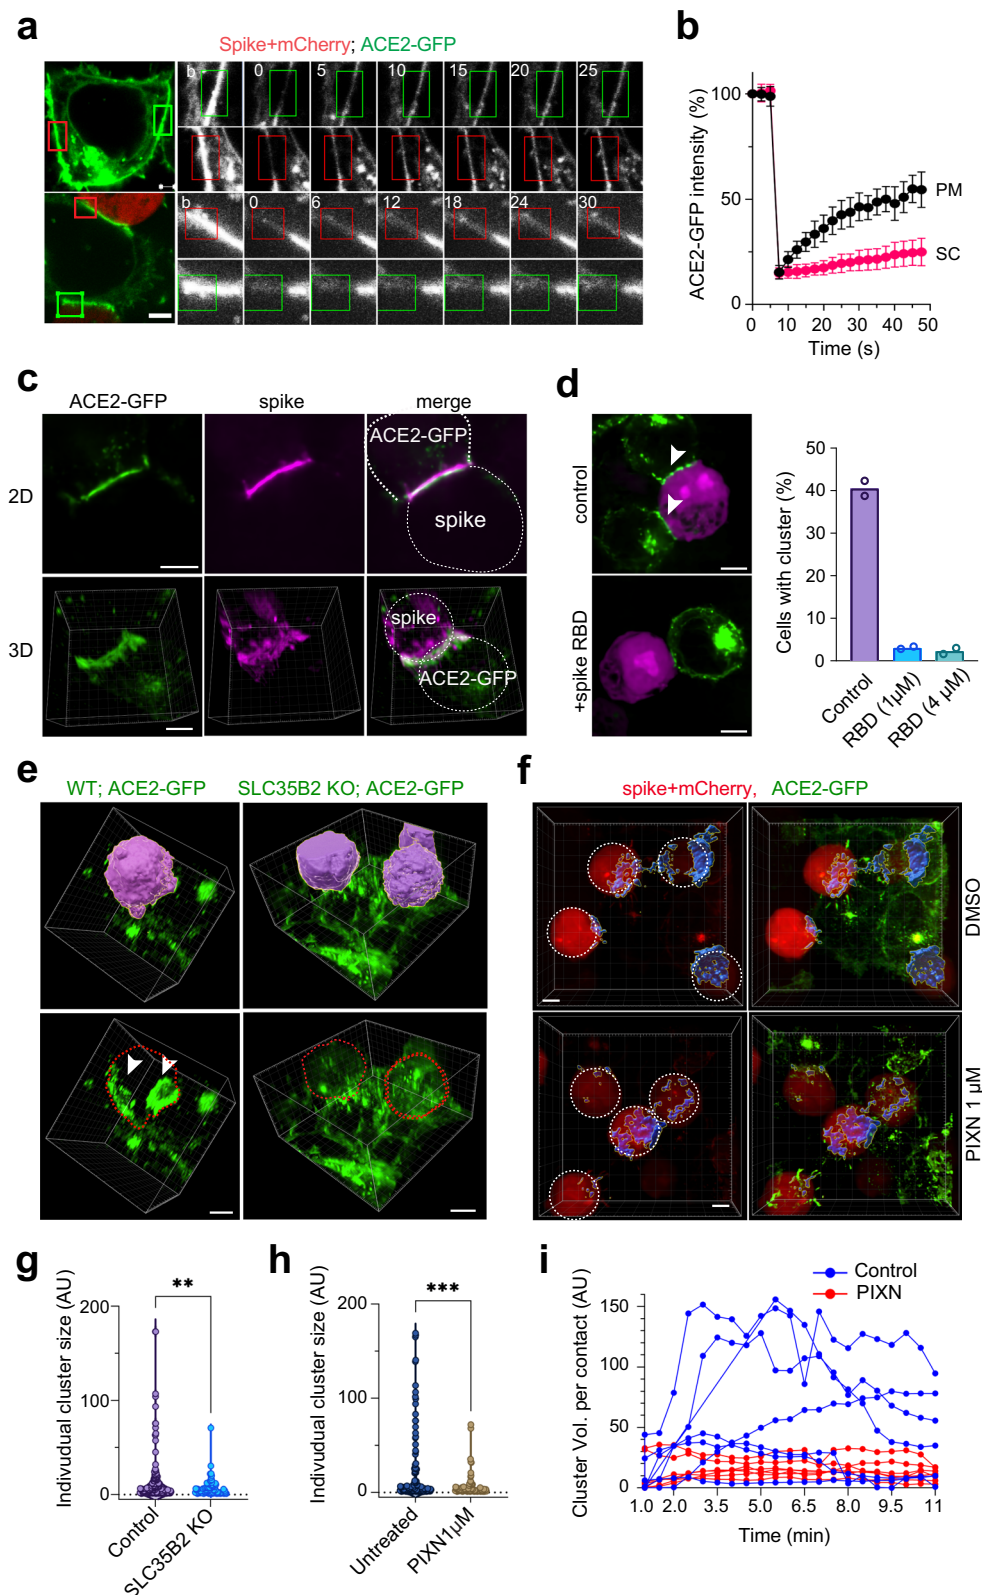 a
Spike+mCherry; ACE2-GFP
b 0 5 10 15 20 25
b 0 6 12 18 24 30
b
ACE2-GFP intensity (%)
100
50
0
PM
SC
0 10 20 30 40 50
Time (s)
c
ACE2-GFP spike merge
2D
ACE2-GFP
spike
3D
spike
ACE2-GFP
d
control
+spike RBD
Cells with cluster (%)
50
40
30
20
10
0
Control
RBD (1µM)
RBD (4 µM)
e
WT; ACE2-GFP SLC35B2 KO; ACE2-GFP
f
spike+mCherry, ACE2-GFP
DMSO
PIXN 1 µM
g
Indivudual cluster size (AU)
200
100
0
**
Control
SLC35B2 KO
h
Individual cluster size (AU)
200
100
0
***
Untreated
PIXN1µM
i
Control
PIXN
Cluster Vol. per contact (AU)
150
100
50
0
1.0 2.0 3.5 5.0 6.5 8.0 9.5 11
Time (min)